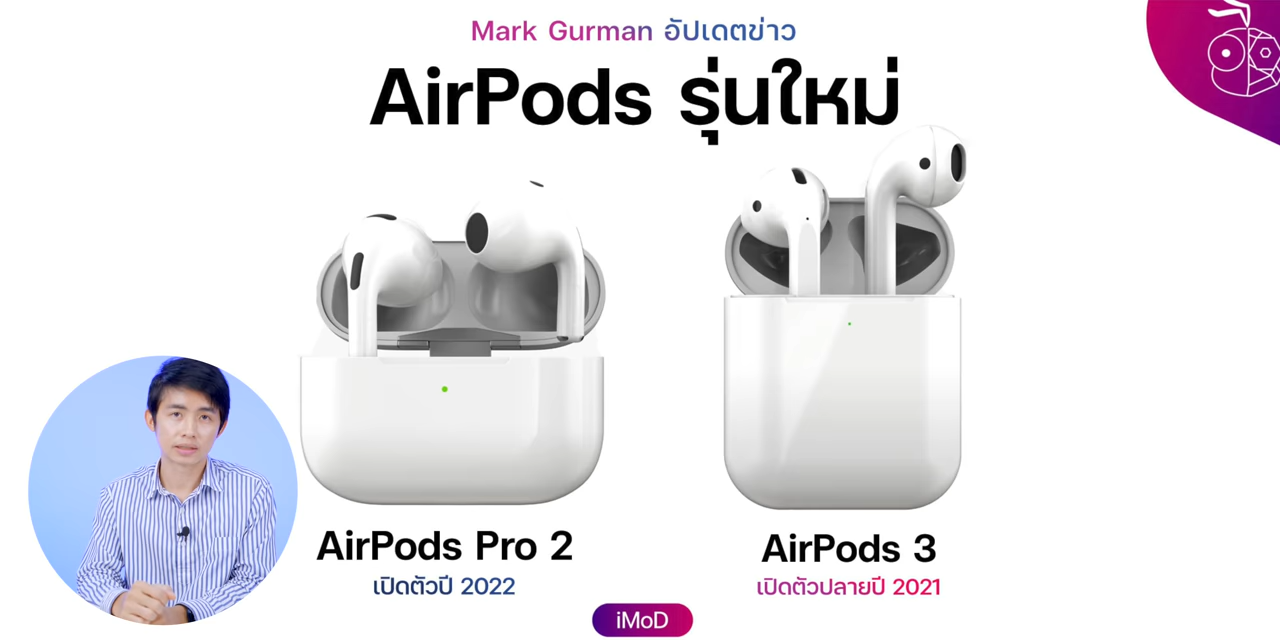 Mark Gurman อัปเดตข่าว
AirPods รุ่นใหม่
AirPods Pro 2
เปิดตัวปี 2022
AirPods 3
เปิดตัวปลายปี 2021
iMoD